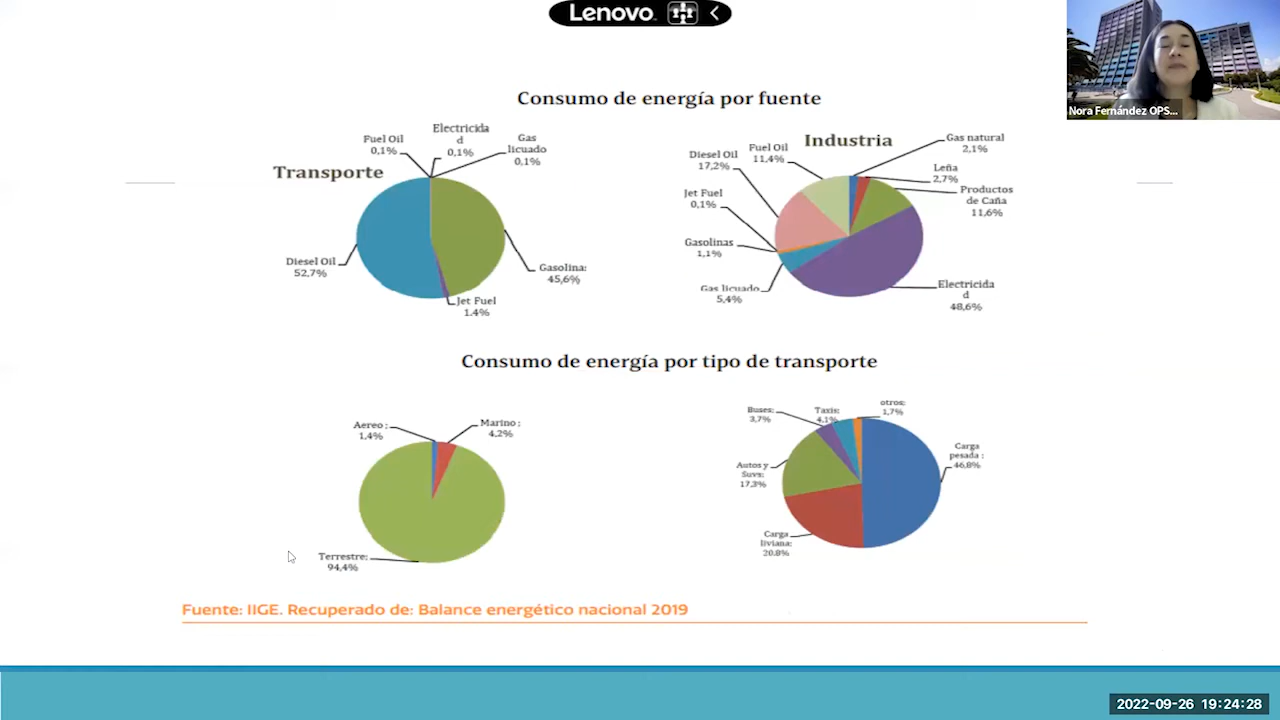 Lenovo
Nora Fernández OPS...
Consumo de energía por fuente
Transporte
Fuel Oil
0,1%
Electricida
d
0,1%
Gas
licuado
0,1%
Diesel Oil
52,7%
Gasolina:
45,6%
Jet Fuel
1.4%
Industria
Fuel Oil
11,4%
Gas natural
2,1%
Diesel Oil
17,2%
Leña
2,7%
Productos
de Caña
11,6%
Jet Fuel
0,1%
Gasolinas
1,1%
Gas licuado
5,4%
Electricida
d
48,6%
Consumo de energía por tipo de transporte
Aereo ;
1,4%
Marino ;
4,2%
Terrestre;
94,4%
Buses;
3,7%
Taxis;
4,1%
otros;
1,7%
Carga
pesada ;
46,8%
Autos y
Suvs;
17,3%
Carga
liviana;
20,8%
Fuente: IIGE. Recuperado de: Balance energético nacional 2019
2022-09-26 19:24:28